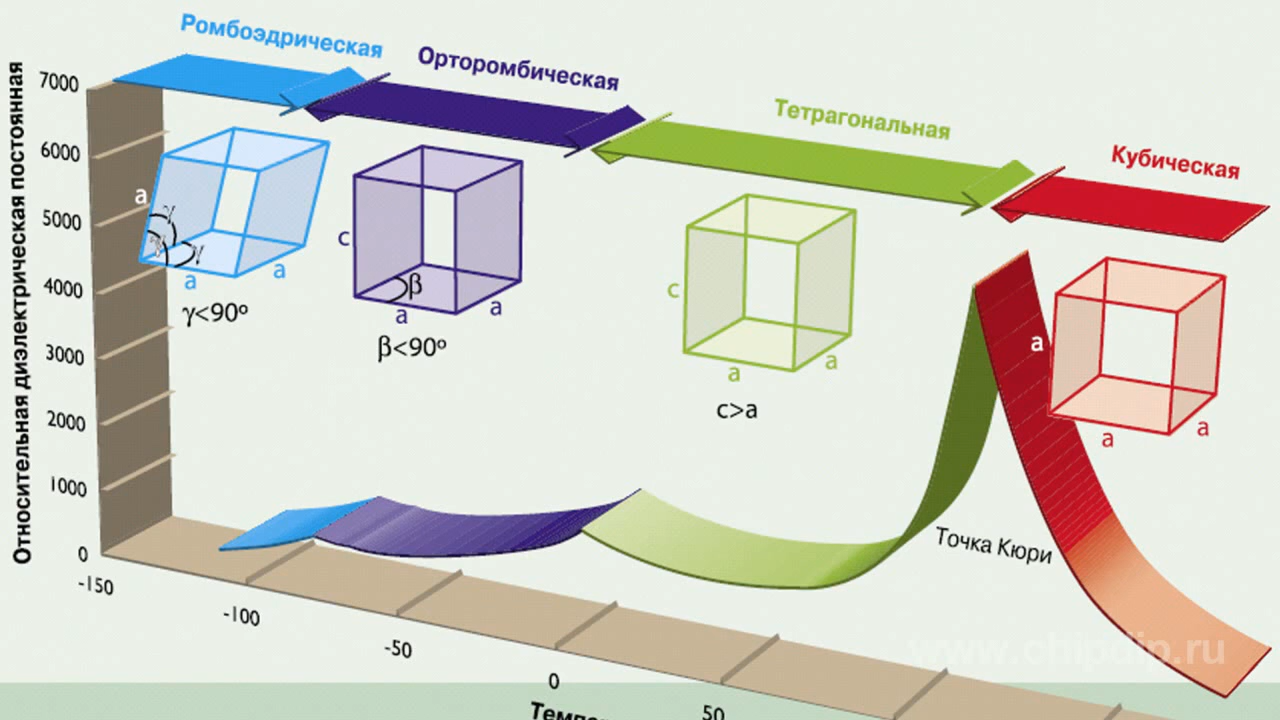 Относительная диэлектрическая постоянная
Ромбоэдрическая
Орторомбическая
Тетрагональная
Кубическая
7000
6000
5000
4000
3000
2000
1000
0
a
γ
γ
γ
a
a
γ<90º
c
β
a
a
β<90º
c
a
a
c>a
a
a
a
Точка Кюри
-150
-100
-50
0
50
www.chipdip.ru